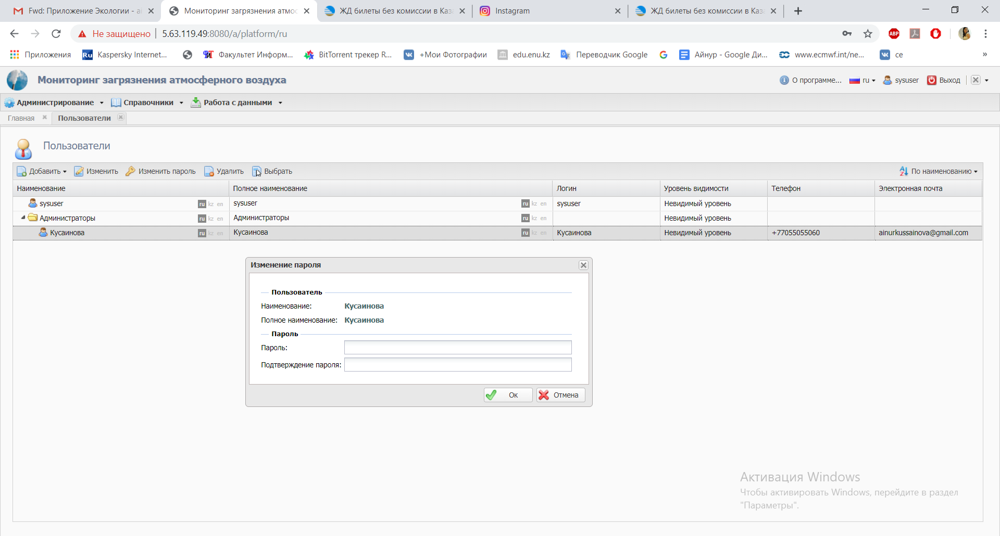 Fwd: Приложение Экологии - ai
Мониторинг загрязнения атмос
ЖД билеты без комиссии в Каза
Instagram
ЖД билеты без комиссии в Каза
Не защищено
5.63.119.49:8080/a/platform/ru
ABP
Приложения
Ru
Kaspersky Internet...
Факультет Информ...
BitTorrent трекер R...
+Мои Фотографии
edu.enu.kz
Переводчик Google
Айнур - Google Ди...
www.ecmwf.int/ne...
се
»
Мониторинг загрязнения атмосферного воздуха
О программе...
ru
sysuser
Выход
Администрирование
Справочники
Работа с данными
Главная
Пользователи
Пользователи
Добавить
Изменить
Изменить пароль
Удалить
Выбрать
По наименованию
Наименование
Полное наименование
Логин
Уровень видимости
Телефон
Электронная почта
sysuser ru kz en sysuser ru kz en sysuser Невидимый уровень
Администраторы ru kz en Администраторы ru kz en Невидимый уровень
Кусаинова ru kz en Кусаинова ru kz en Кусаинова Невидимый уровень +77055055060 ainurkussainova@gmail.com
Изменение пароля
Пользователь
Наименование: Кусаинова
Полное наименование: Кусаинова
Пароль
Пароль:
Подтверждение пароля:
Ок
Отмена
Активация Windows
Чтобы активировать Windows, перейдите в раздел
"Параметры".